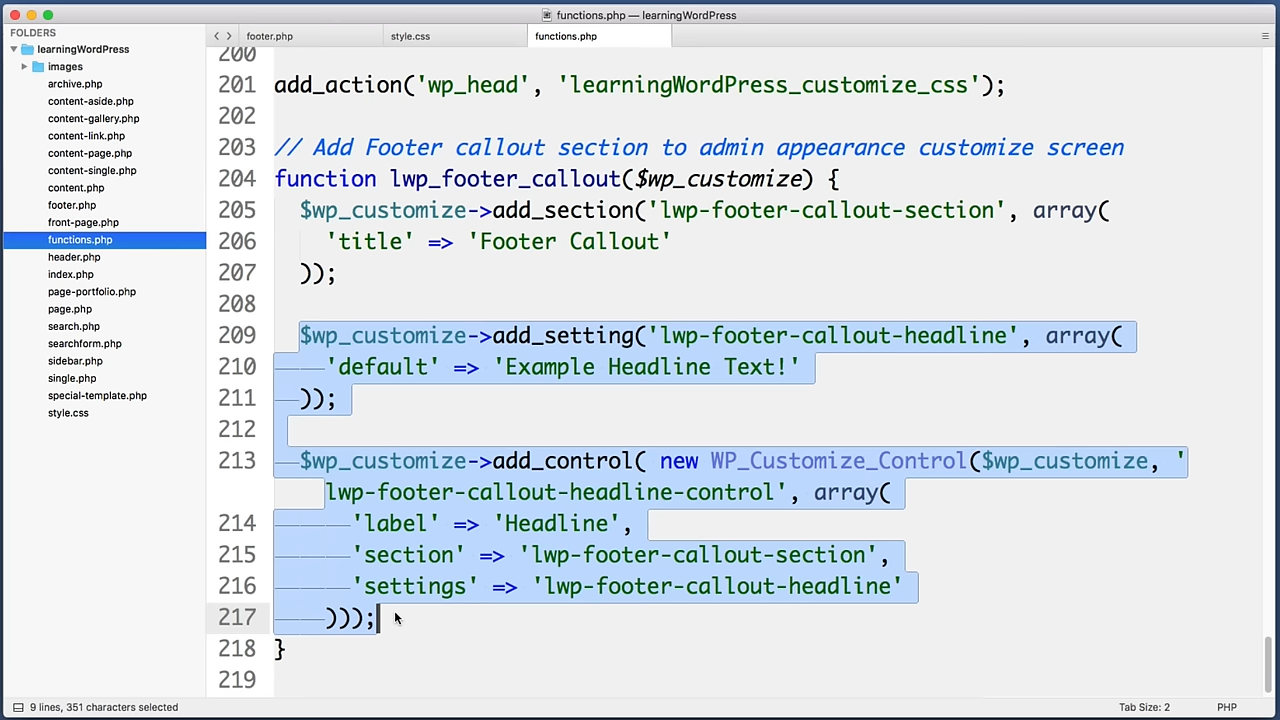 functions.php — learningWordPress
FOLDERS
learningWordPress
images
archive.php
content-aside.php
content-gallery.php
content-link.php
content-page.php
content-single.php
content.php
footer.php
front-page.php
functions.php
header.php
index.php
page-portfolio.php
page.php
search.php
searchform.php
sidebar.php
single.php
special-template.php
style.css
footer.php
style.css
functions.php
200
201 add_action('wp_head', 'learningWordPress_customize_css');
202
203 // Add Footer callout section to admin appearance customize screen
204 function lwp_footer_callout($wp_customize) {
205 $wp_customize->add_section('lwp-footer-callout-section', array(
206 'title' => 'Footer Callout'
207 ));
208
209 $wp_customize->add_setting('lwp-footer-callout-headline', array(
210 'default' => 'Example Headline Text!'
211 ));
212
213 $wp_customize->add_control( new WP_Customize_Control($wp_customize, '
lwp-footer-callout-headline-control', array(
214 'label' => 'Headline',
215 'section' => 'lwp-footer-callout-section',
216 'settings' => 'lwp-footer-callout-headline'
217 )));
218 }
219
9 lines, 351 characters selected
Tab Size: 2
PHP